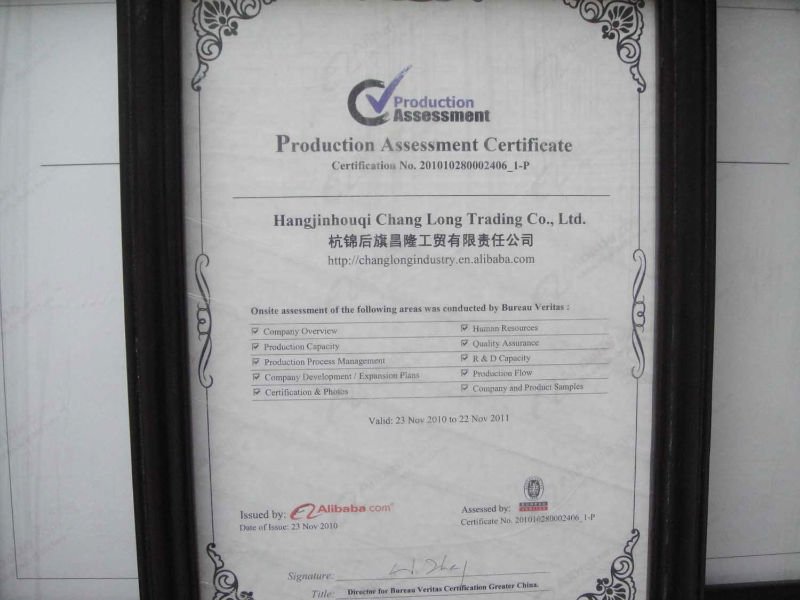 Production
Assessment
Production Assessment Certificate
Certification No. 201010280002406_1-P
Hangjinhouqi Chang Long Trading Co., Ltd.
杭锦后旗昌隆工贸有限责任公司
http://changlongindustry.en.alibaba.com
Onsite assessment of the following areas was conducted by Bureau Veritas :
Company Overview
Human Resources
Production Capacity
Quality Assurance
Production Process Management
R & D Capacity
Company Development / Expansion Plans
Production Flow
Certification & Photos
Company and Product Samples
Valid: 23 Nov 2010 to 22 Nov 2011
Issued by: Alibaba.com
Assessed by:
Date of Issue: 23 Nov 2010
Certificate No. 201010280002406_1-P
Signature:
Title: Director for Bureau Veritas Certification Greater China.